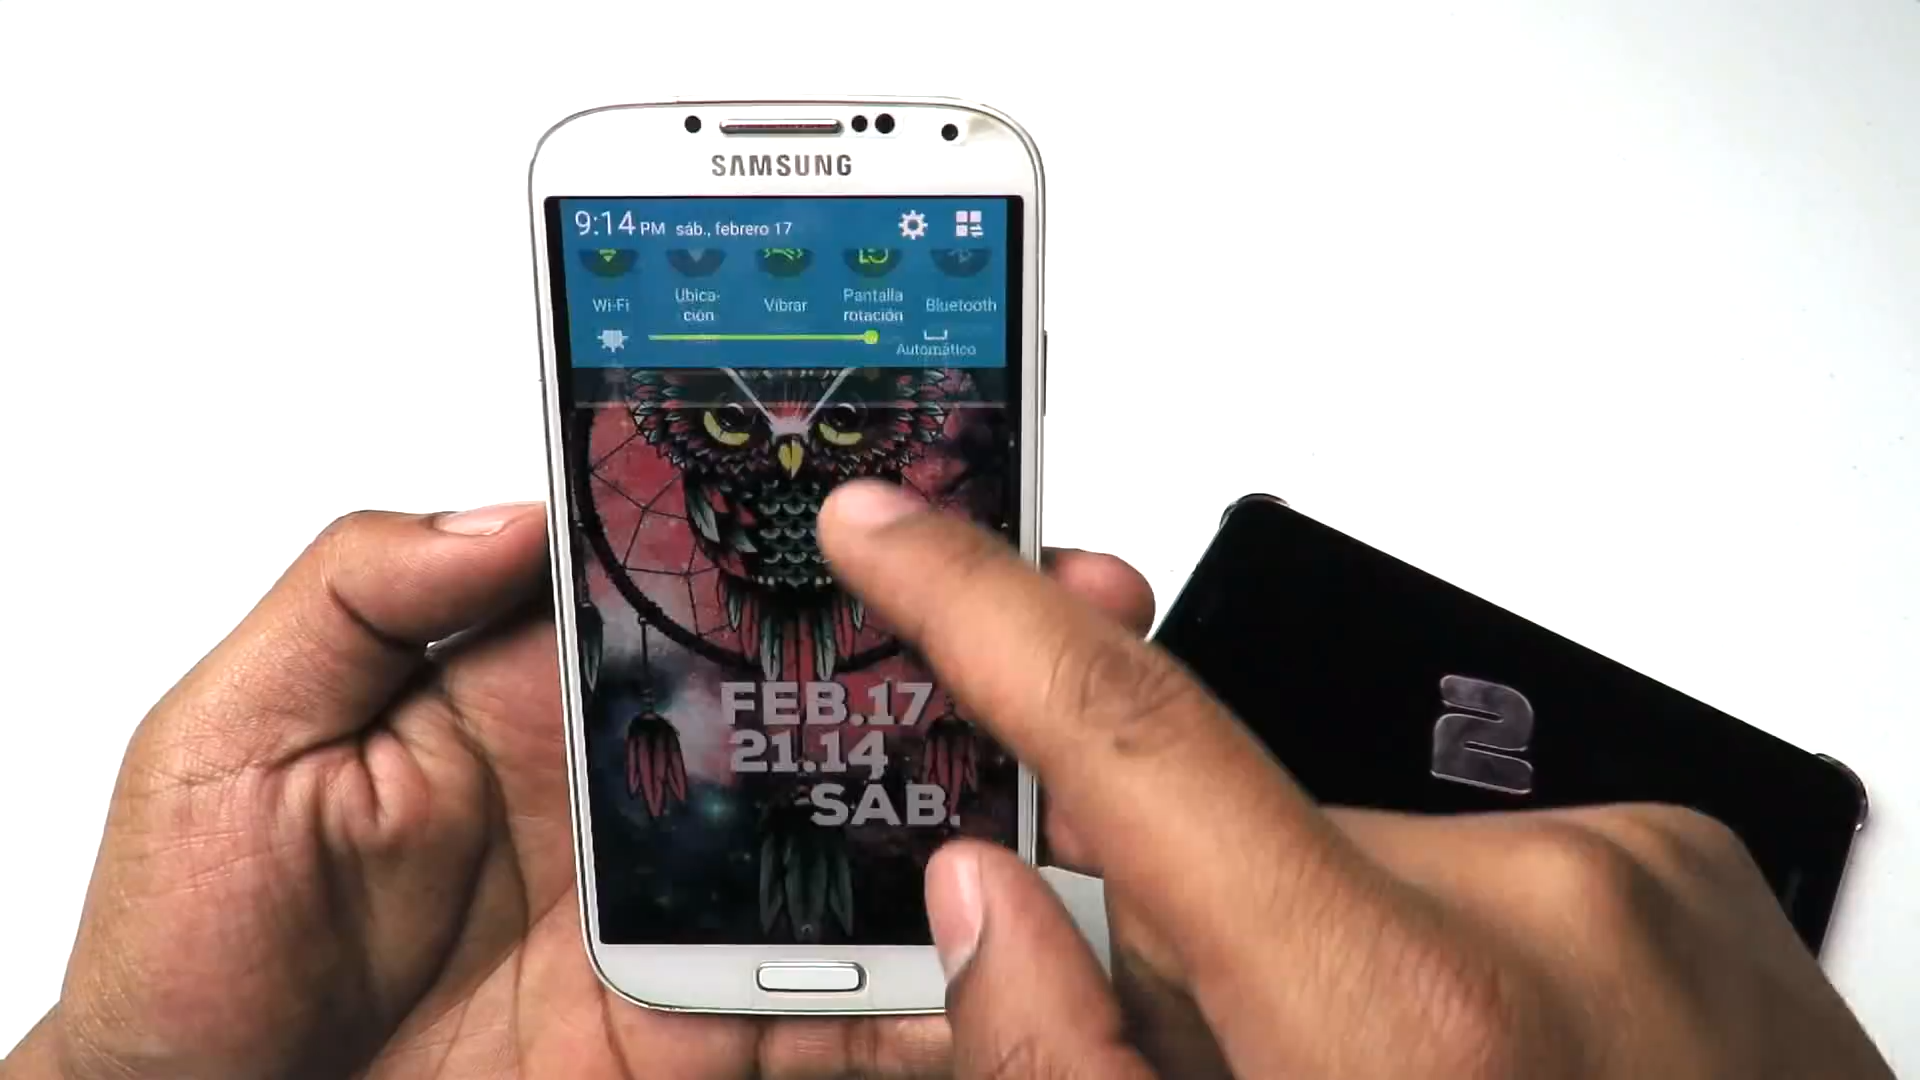 SAMSUNG
9:14 PM sáb., febrero 17
Wi-Fi
Ubica-
ción
Vibrar
Pantalla
rotación
Bluetooth
Automático
FEB.17
21.14
SÁB.
2